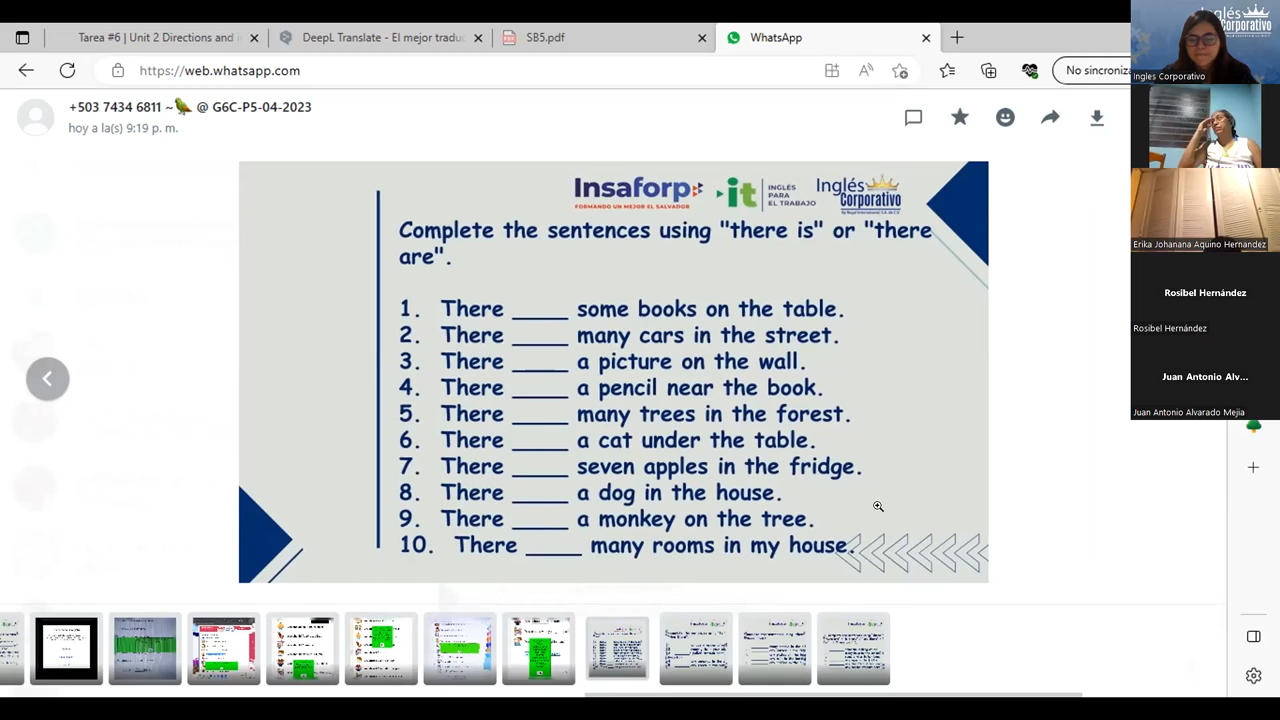 Tarea #6 | Unit 2 Directions and i
DeepL Translate - El mejor tradu
SB5.pdf
WhatsApp
https://web.whatsapp.com
No sincroniza
+503 7434 6811 ~🦜 @ G6C-P5-04-2023
hoy a la(s) 9:19 p. m.
Insaforp
FORMANDO UN MEJOR EL SALVADOR
it
INGLÉS
PARA
EL TRABAJO
Inglés
Corporativo
Complete the sentences using "there is" or "there
are".
1. There _____ some books on the table.
2. There _____ many cars in the street.
3. There _____ a picture on the wall.
4. There _____ a pencil near the book.
5. There _____ many trees in the forest.
6. There _____ a cat under the table.
7. There _____ seven apples in the fridge.
8. There _____ a dog in the house.
9. There _____ a monkey on the tree.
10. There _____ many rooms in my house.
Inglés
Corporativo
Ingles Corporativo
Erika Johanana Aquino Hernandez
Rosibel Hernández
Rosibel Hernández
Juan Antonio Alv...
Juan Antonio Alvarado Mejia